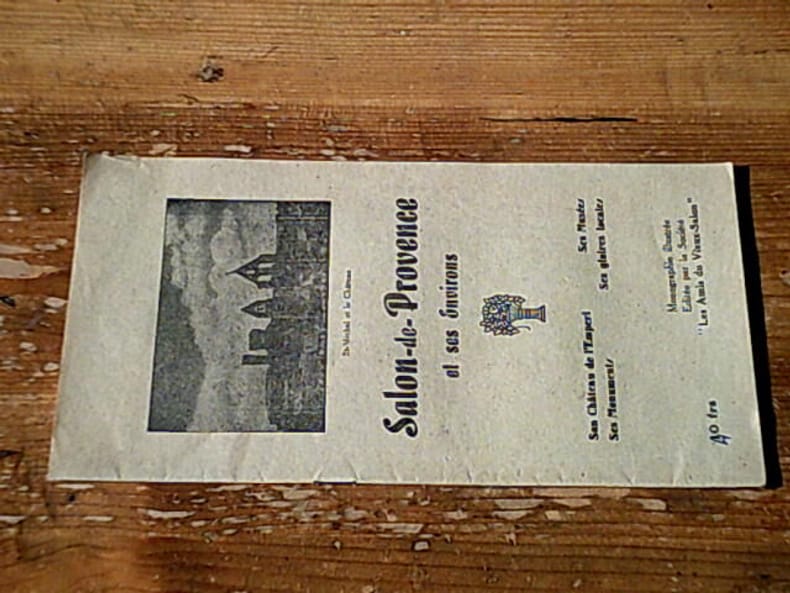 St-Michel et le Château
Salon-de-Provence
et ses Environs
Son Château de l'Emperi
Ses Monuments
Ses Musées
Ses gloires locales
Monographie illustrée
Editée par la Société
"Les Amis du Vieux-Salon"
40 frs